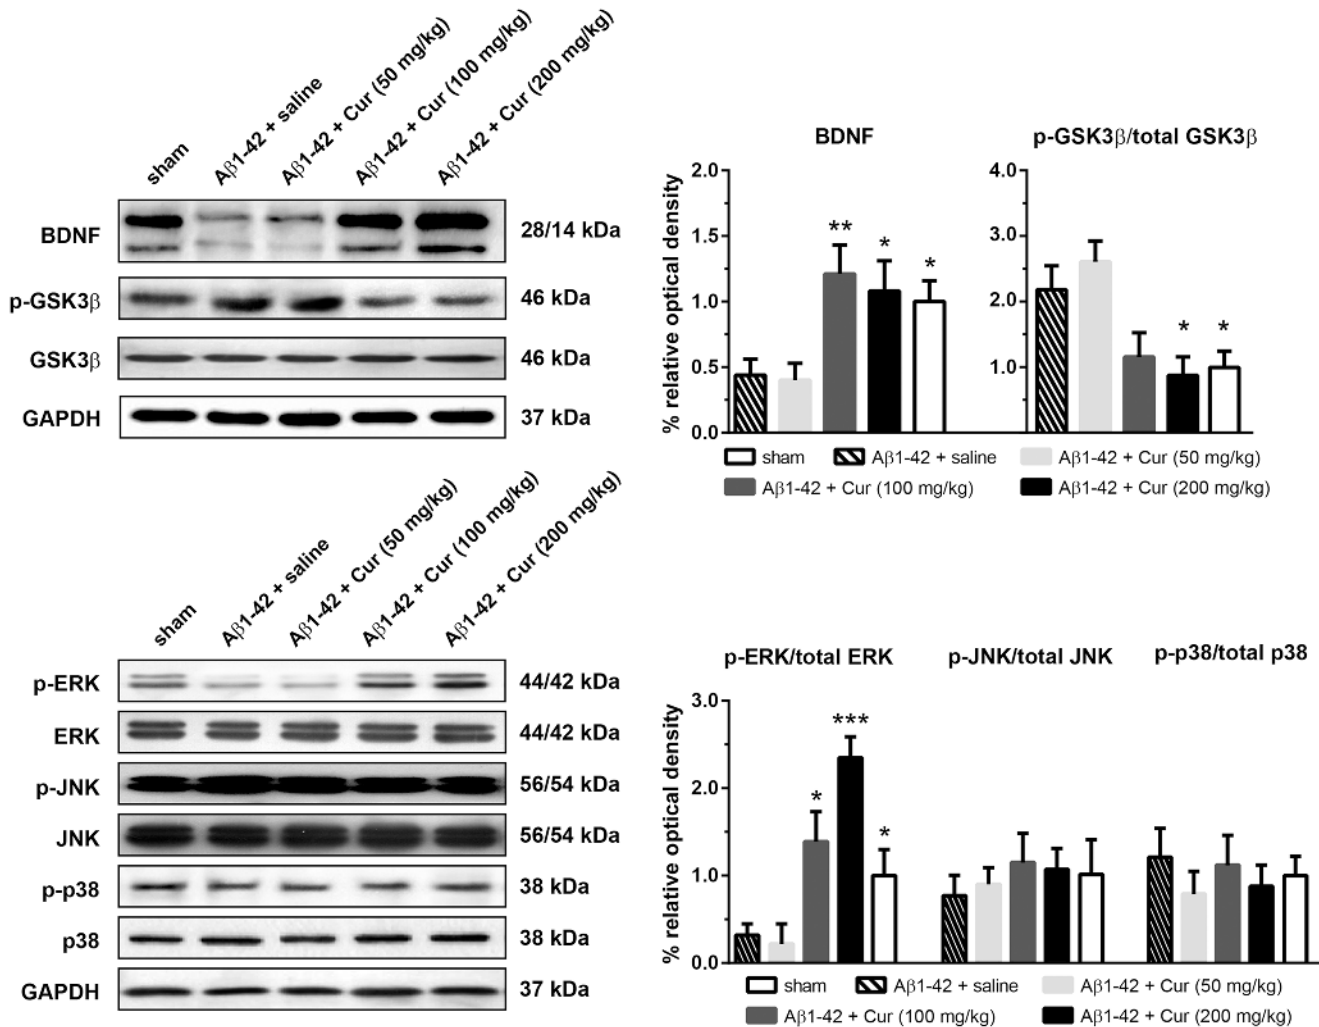 sham
Aβ1-42 + saline
Aβ1-42 + Cur (50 mg/kg)
Aβ1-42 + Cur (100 mg/kg)
Aβ1-42 + Cur (200 mg/kg)
BDNF
28/14 kDa
p-GSK3β
46 kDa
GSK3β
46 kDa
GAPDH
37 kDa
BDNF
p-GSK3β/total GSK3β
% relative optical density
2.0
1.5
1.0
0.5
0.0
**
*
*
4.0
3.0
2.0
1.0
*
*
sham
Aβ1-42 + saline
Aβ1-42 + Cur (50 mg/kg)
Aβ1-42 + Cur (100 mg/kg)
Aβ1-42 + Cur (200 mg/kg)
sham
Aβ1-42 + saline
Aβ1-42 + Cur (50 mg/kg)
Aβ1-42 + Cur (100 mg/kg)
Aβ1-42 + Cur (200 mg/kg)
p-ERK
44/42 kDa
ERK
44/42 kDa
p-JNK
56/54 kDa
JNK
56/54 kDa
p-p38
38 kDa
p38
38 kDa
GAPDH
37 kDa
p-ERK/total ERK
p-JNK/total JNK
p-p38/total p38
% relative optical density
3.0
2.0
1.0
0.0
*
***
*
sham
Aβ1-42 + saline
Aβ1-42 + Cur (50 mg/kg)
Aβ1-42 + Cur (100 mg/kg)
Aβ1-42 + Cur (200 mg/kg)